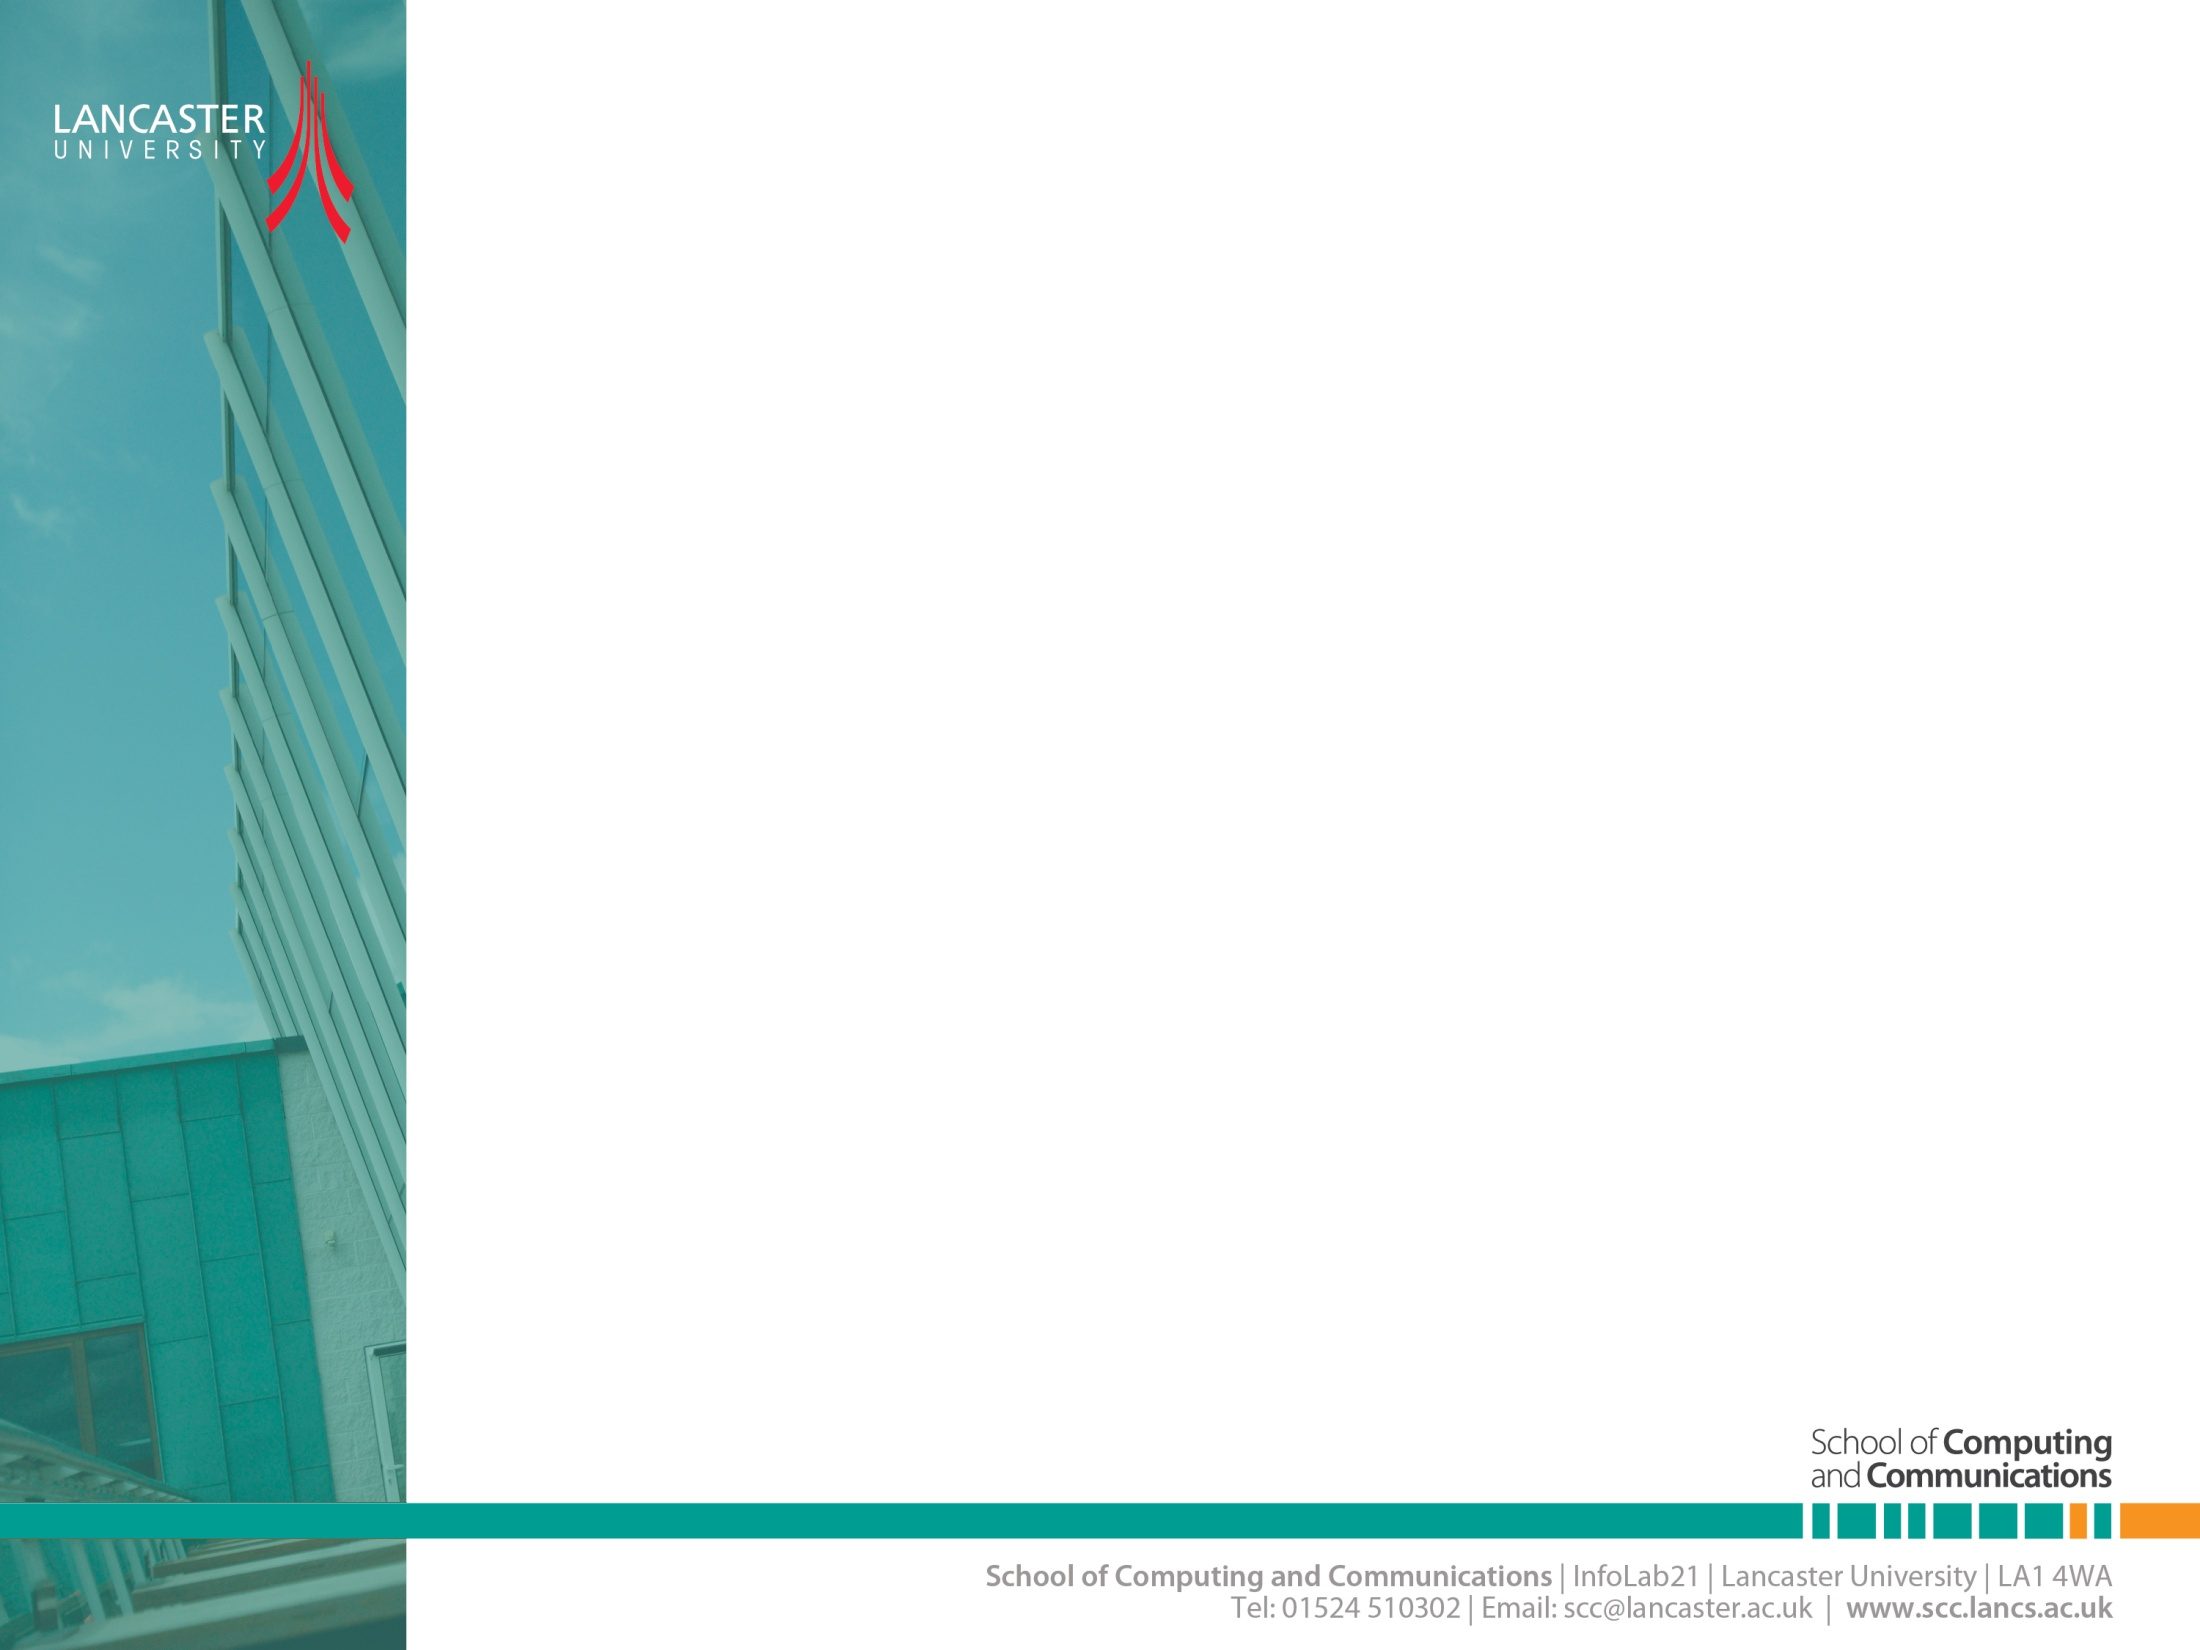 LANCASTER
UNIVERSITY
School of Computing
and Communications
School of Computing and Communications | InfoLab21 | Lancaster University | LA1 4WA
Tel: 01524 510302 | Email: scc@lancaster.ac.uk | www.scc.lancs.ac.uk